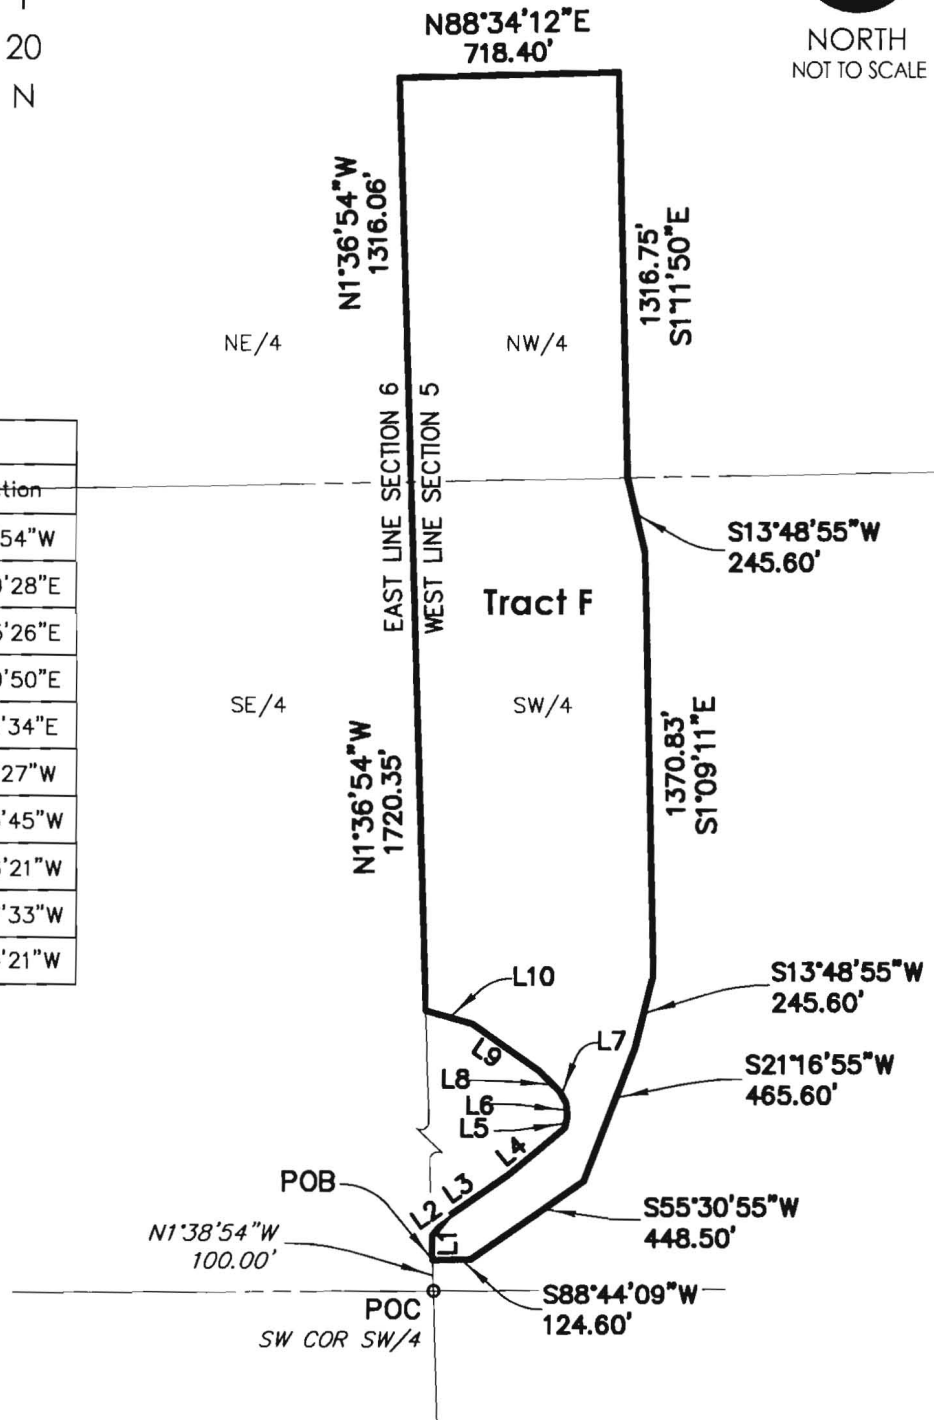 20
N
NORTH
NOT TO SCALE
N88°34'12"E
718.40'
N1°36'54"W
1316.06'
1316.75'
S1°11'50"E
NE/4
NW/4
EAST LINE SECTION 6
WEST LINE SECTION 5
tion
54"W
'28"E
'26"E
'50"E
'34"E
27"W
'45"W
'21"W
'33"W
'21"W
S13°48'55"W
245.60'
Tract F
SE/4
SW/4
N1°36'54"W
1720.35'
1370.83'
S1°09'11"E
L10
S13°48'55"W
245.60'
L9
L7
L8
S21°16'55"W
465.60'
L6
L5
L4
POB
L3
L2
L1
S55°30'55"W
448.50'
N1°38'54"W
100.00'
S88°44'09"W
124.60'
POC
SW COR SW/4